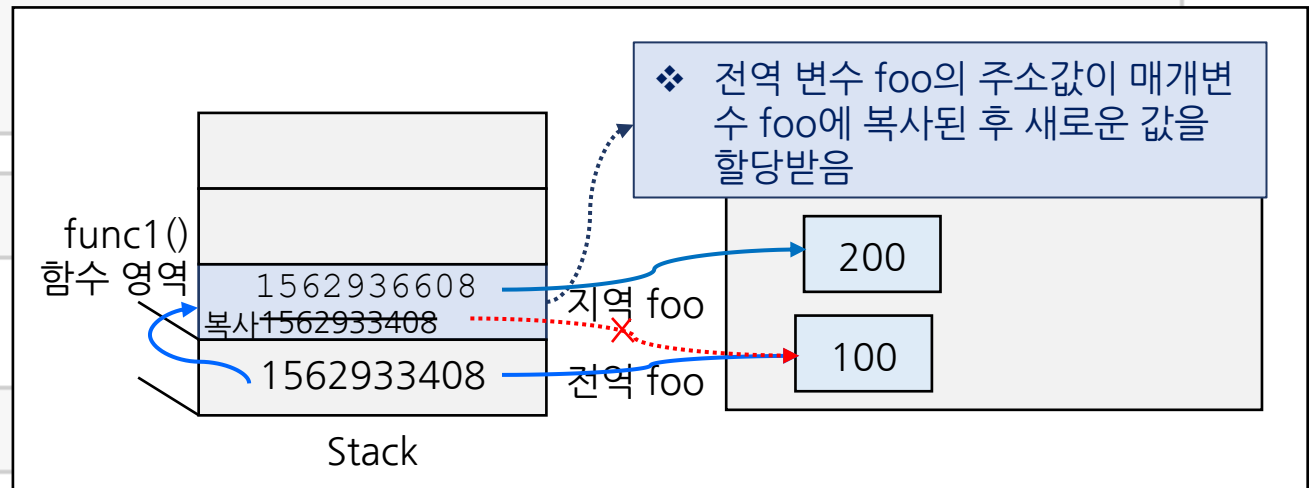 ❖ 전역 변수 foo의 주소값이 매개변
수 foo에 복사된 후 새로운 값을
할당받음
func1()
함수 영역
1562936608
복사1562933408
지역 foo
200
1562933408
전역 foo
100
Stack